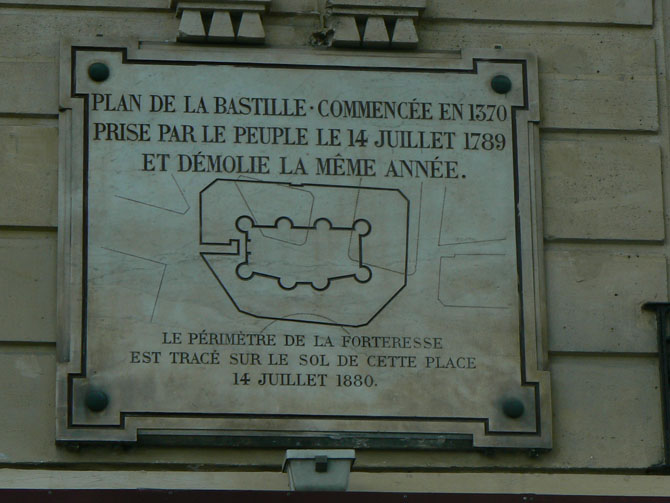 PLAN DE LA BASTILLE · COMMENCÉE EN 1370
PRISE PAR LE PEUPLE LE 14 JUILLET 1789
ET DÉMOLIE LA MÊME ANNÉE.
LE PÉRIMÈTRE DE LA FORTERESSE
EST TRACÉ SUR LE SOL DE CETTE PLACE
14 JUILLET 1880.